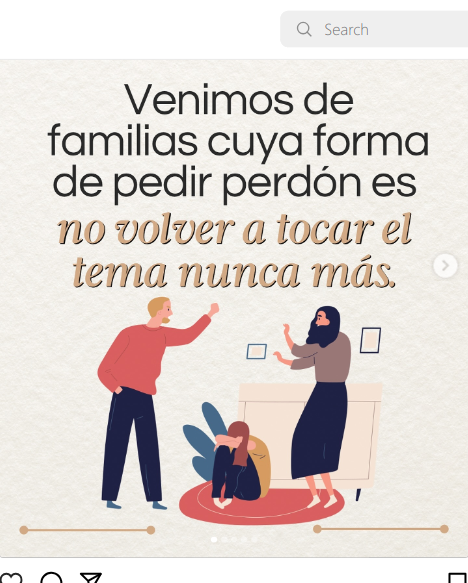 Search
Venimos de
familias cuya forma
de pedir perdón es
no volver a tocar el
tema nunca más.